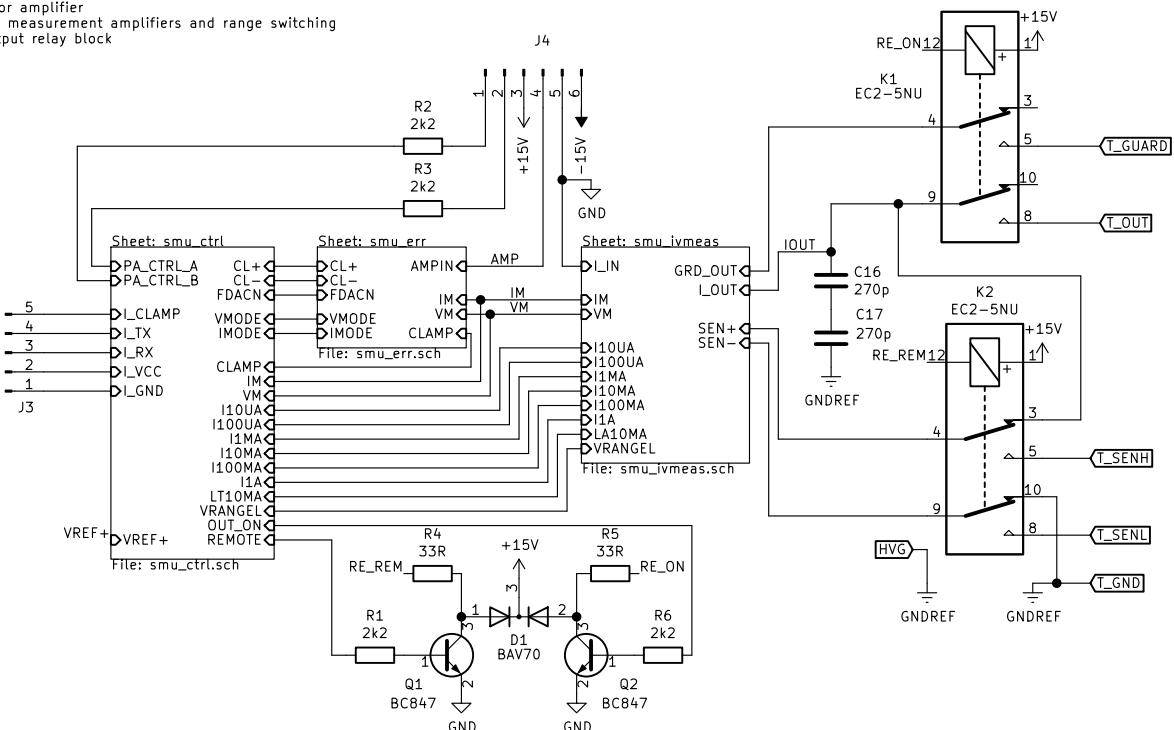 or amplifier
measurement amplifiers and range switching
tput relay block
J4
1
2
3
4
5
6
+15V
-15V
GND
R2
2k2
R3
2k2
Sheet: smu_ctrl
PA_CTRL_A
PA_CTRL_B
CL+
CL-
FDACN
VMODE
IMODE
CLAMP
IM
VM
I10UA
I100UA
I1MA
I10MA
I100MA
I1A
LT10MA
VRANGEL
OUT_ON
REMOTE
5
4
3
2
1
J3
I_CLAMP
I_TX
I_RX
I_VCC
I_GND
VREF+
VREF+
File: smu_ctrl.sch
Sheet: smu_err
CL+
CL-
FDACN
VMODE
IMODE
AMPIN
IM
VM
CLAMP
File: smu_err.sch
AMP
IM
VM
Sheet: smu_ivmeas
I_IN
IM
VM
I10UA
I100UA
I1MA
I10MA
I100MA
I1A
LA10MA
VRANGEL
GRD_OUT
I_OUT
SEN+
SEN-
File: smu_ivmeas.sch
IOUT
C16
270p
C17
270p
GNDREF
RE_ON
12
1
+15V
K1
EC2-5NU
+
4
3
5
T_GUARD
9
10
8
T_OUT
K2
EC2-5NU
RE_REM
12
1
+15V
+
4
3
5
T_SENH
9
10
8
T_SENL
T_GND
HVG
GNDREF
GNDREF
R4
33R
RE_REM
+15V
R5
33R
RE_ON
3
1
2
D1
BAV70
R1
2k2
1
3
2
Q1
BC847
GND
R6
2k2
3
1
2
Q2
BC847
GND